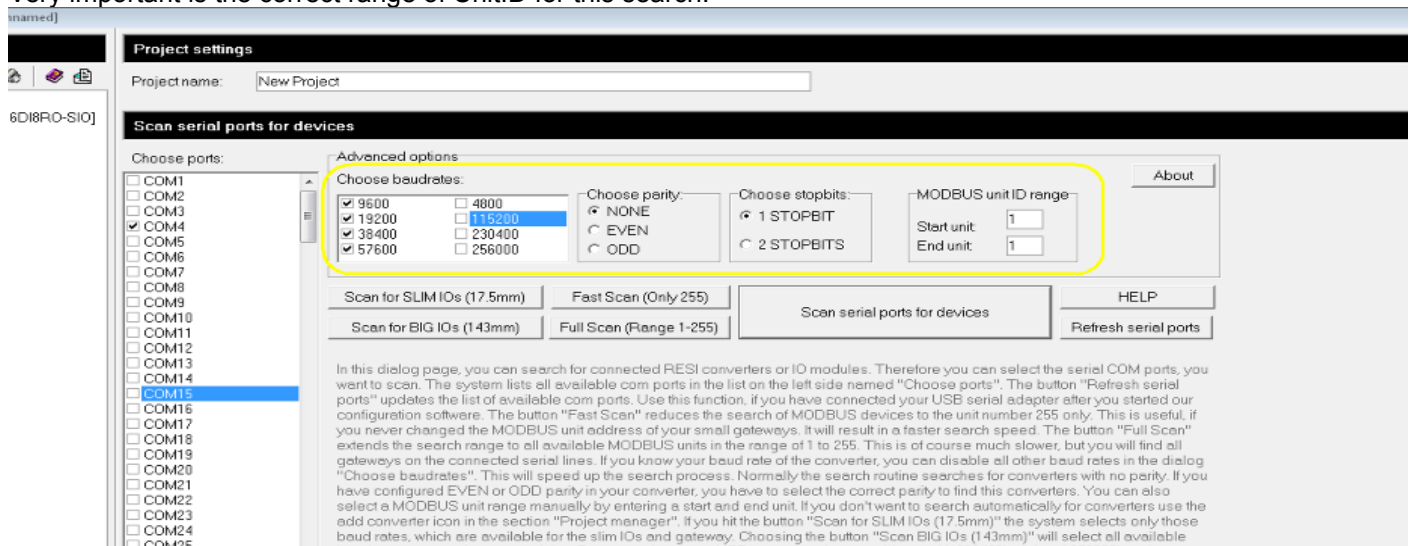 Very important is the correct range of UnitID for this search.
nnamed]
Project settings
Project name: New Project
6DI8RO-SIO]
Scan serial ports for devices
Choose ports:
COM1
COM2
COM3
COM4
COM5
COM6
COM7
COM8
COM9
COM10
COM11
COM12
COM13
COM14
COM15
COM16
COM17
COM18
COM19
COM20
COM21
COM22
COM23
COM24
COM25
Advanced options
About
Choose baudrates:
9600 4800
19200 115200
38400 230400
57600 256000
Choose parity:
NONE
EVEN
ODD
Choose stopbits:
1 STOPBIT
2 STOPBITS
MODBUS unit ID range
Start unit: 1
End unit: 1
Scan for SLIM IOs (17.5mm) Fast Scan (Only 255) Scan serial ports for devices HELP
Scan for BIG IOs (143mm) Full Scan (Range 1-255) Refresh serial ports
In this dialog page, you can search for connected RESI converters or IO modules. Therefore you can select the serial COM ports, you
want to scan. The system lists all available com ports in the list on the left side named "Choose ports". The button "Refresh serial
ports" updates the list of available com ports. Use this function, if you have connected your USB serial adapter after you started our
configuration software. The button "Fast Scan" reduces the search of MODBUS devices to the unit number 255 only. This is useful, if
you never changed the MODBUS unit address of your small gateways. It will result in a faster search speed. The button "Full Scan"
extends the search range to all available MODBUS units in the range of 1 to 255. This is of course much slower, but you will find all
gateways on the connected serial lines. If you know your baud rate of the converter, you can disable all other baud rates in the dialog
"Choose baudrates". This will speed up the search process. Normally the search routine searches for converters with no parity. If you
have configured EVEN or ODD parity in your converter, you have to select the correct parity to find this converters. You can also
select a MODBUS unit range manually by entering a start and end unit. If you don't want to search automatically for converters use the
add converter icon in the section "Project manager". If you hit the button "Scan for SLIM IOs (17.5mm)" the system selects only those
baud rates, which are available for the slim IOs and gateway. Choosing the button "Scan BIG IOs (143mm)" will select all available